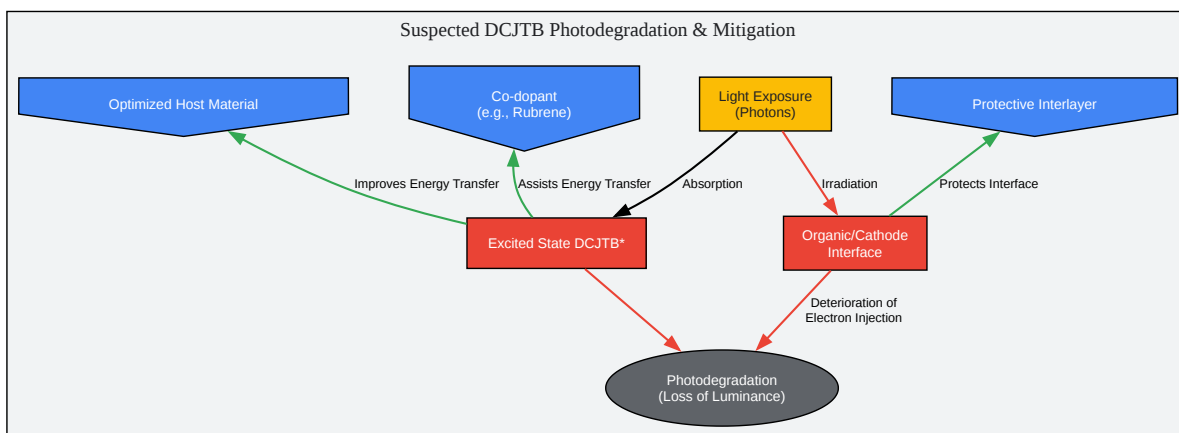 Suspected DCJTB Photodegradation & Mitigation
Optimized Host Material
Co-dopant
(e.g., Rubrene)
Light Exposure
(Photons)
Protective Interlayer
Improves Energy Transfer
Assists Energy Transfer
Absorption
Irradiation
Protects Interface
Excited State DCJTB*
Organic/Cathode
Interface
Deterioration of
Electron Injection
Photodegradation
(Loss of Luminance)